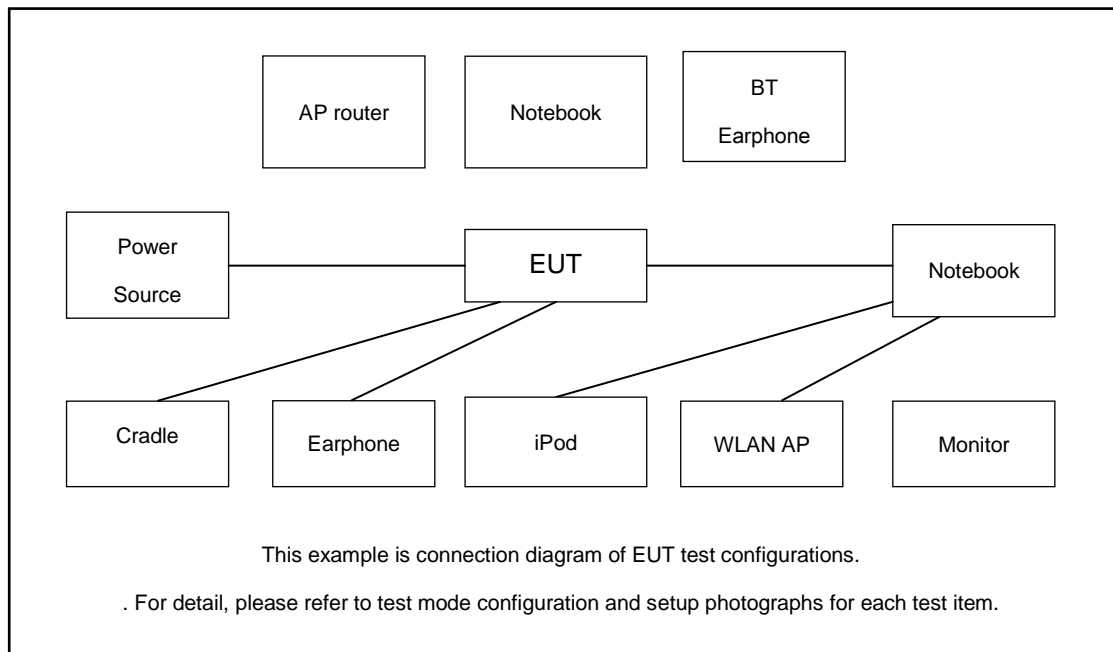 AP router
Notebook
BT
Earphone
Power
Source
EUT
Notebook
Cradle
Earphone
iPod
WLAN AP
Monitor
This example is connection diagram of EUT test configurations.
. For detail, please refer to test mode configuration and setup photographs for each test item.